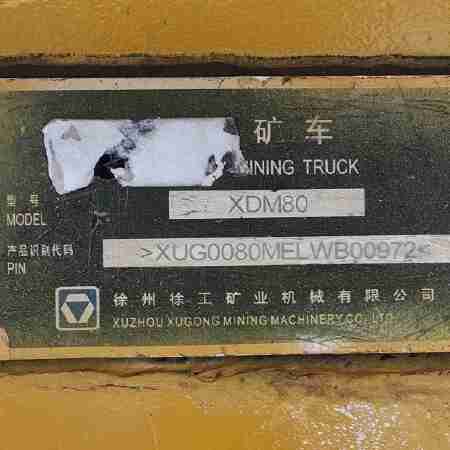 矿车
MINING TRUCK
型号
MODEL
XDM80
产品识别代码
PIN
>XUG0080MELWB00972<
徐州徐工矿业机械有限公司
XUZHOU XUGONG MINING MACHINERY CO., LTD